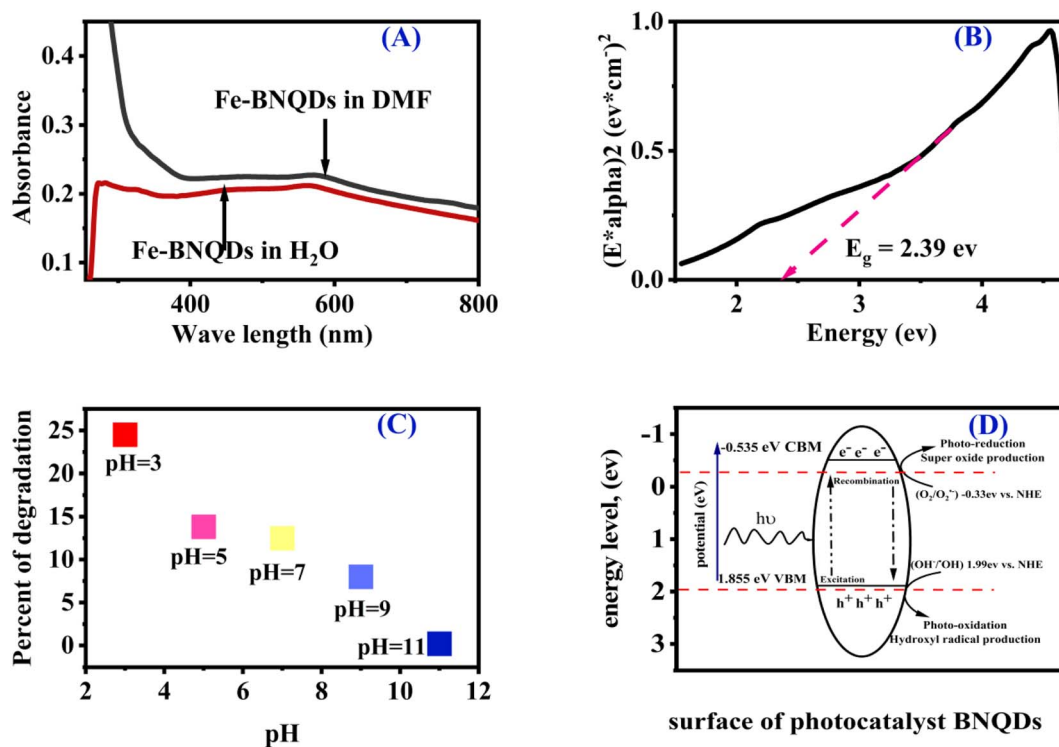 (A)
0.4
0.3
0.2
0.1
Absorbance
Fe-BNQDs in DMF
Fe-BNQDs in H₂O
400
600
800
Wave length (nm)
(B)
1.0
0.5
0.0
(E*alpha)2 (ev*cm⁻)²
E_g = 2.39 ev
2
3
4
Energy (ev)
(C)
25
20
15
10
5
0
Percent of degradation
pH=3
pH=5
pH=7
pH=9
pH=11
2
4
6
8
10
12
pH
(D)
-1
0
1
2
3
energy level, (ev)
potential (eV)
-0.535 eV CBM
e⁻ e⁻ e⁻
Photo-reduction
Super oxide production
Recombination
(O₂/O₂•⁻) -0.33ev vs. NHE
hυ
(OH⁻/•OH) 1.99ev vs. NHE
1.855 eV VBM
Excitation
h⁺ h⁺ h⁺
Photo-oxidation
Hydroxyl radical production
surface of photocatalyst BNQDs